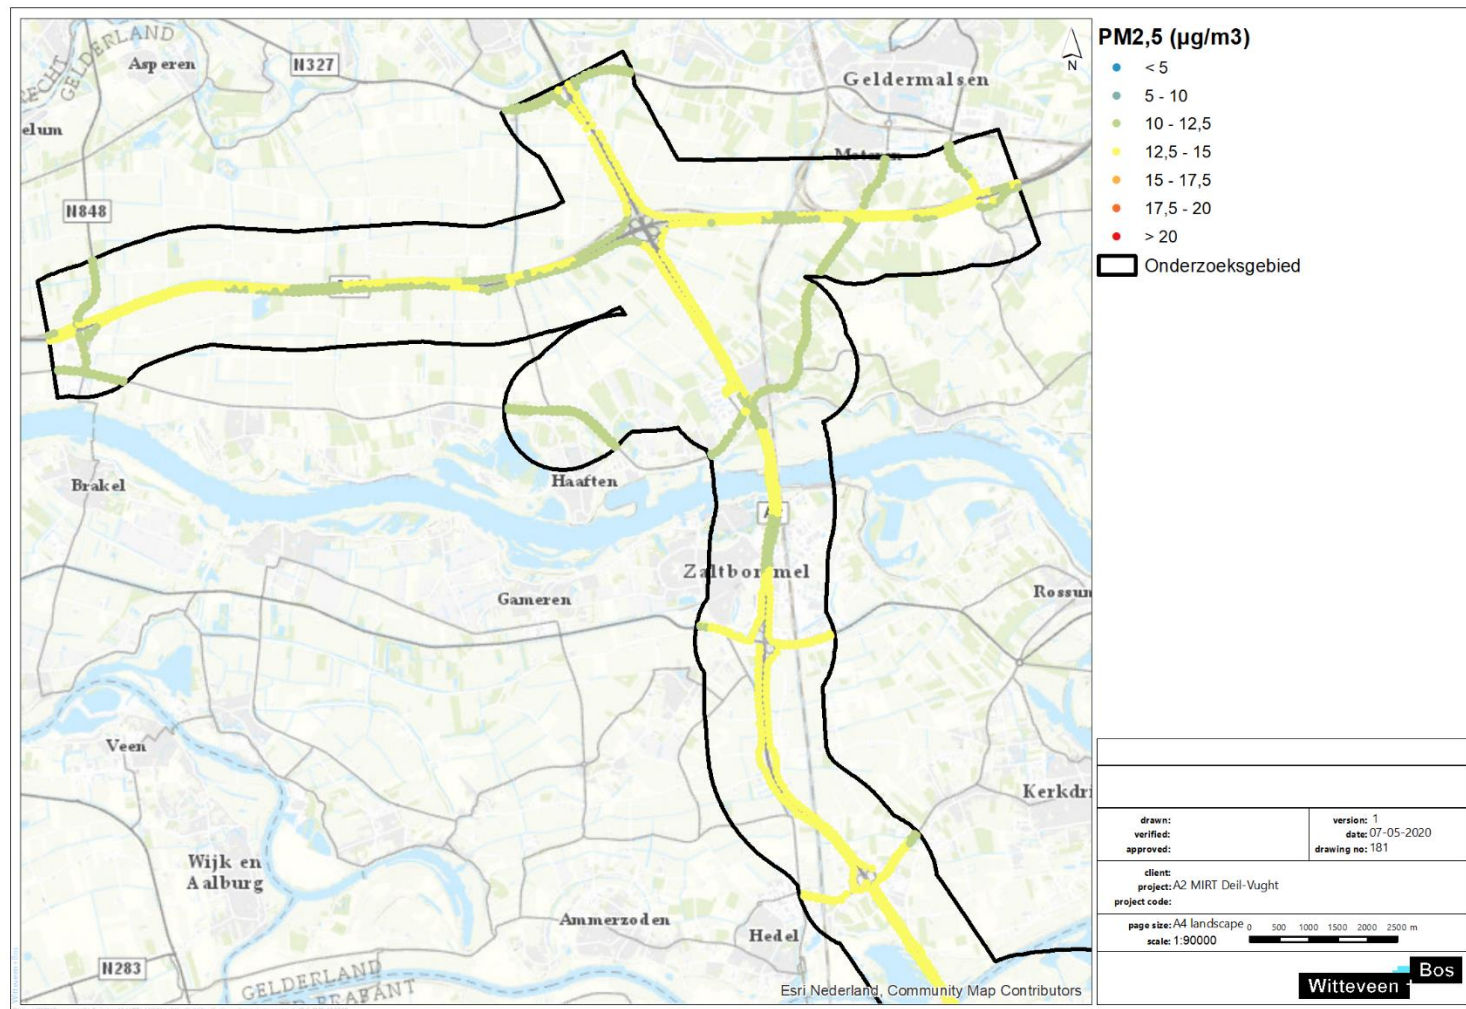 GELDERLAND
Asperen
N327
Geldermalsen
N
elum
N848
Brakel
Haaften
Zaltbommel
Gameren
Rossum
Veen
Kerkdri
Wijk en
Aalburg
Ammerzoden
Hedel
N283
GELDERLAND
Esri Nederland, Community Map Contributors
PM2,5 (µg/m3)
< 5
5 - 10
10 - 12,5
12,5 - 15
15 - 17,5
17,5 - 20
> 20
Onderzoeksgebied
drawn:
verified:
approved:
version: 1
date: 07-05-2020
drawing no: 181
client:
project: A2 MIRT Deil-Vught
project code:
page size: A4 landscape
scale: 1:90000
0 500 1000 1500 2000 2500 m
Witteveen + Bos